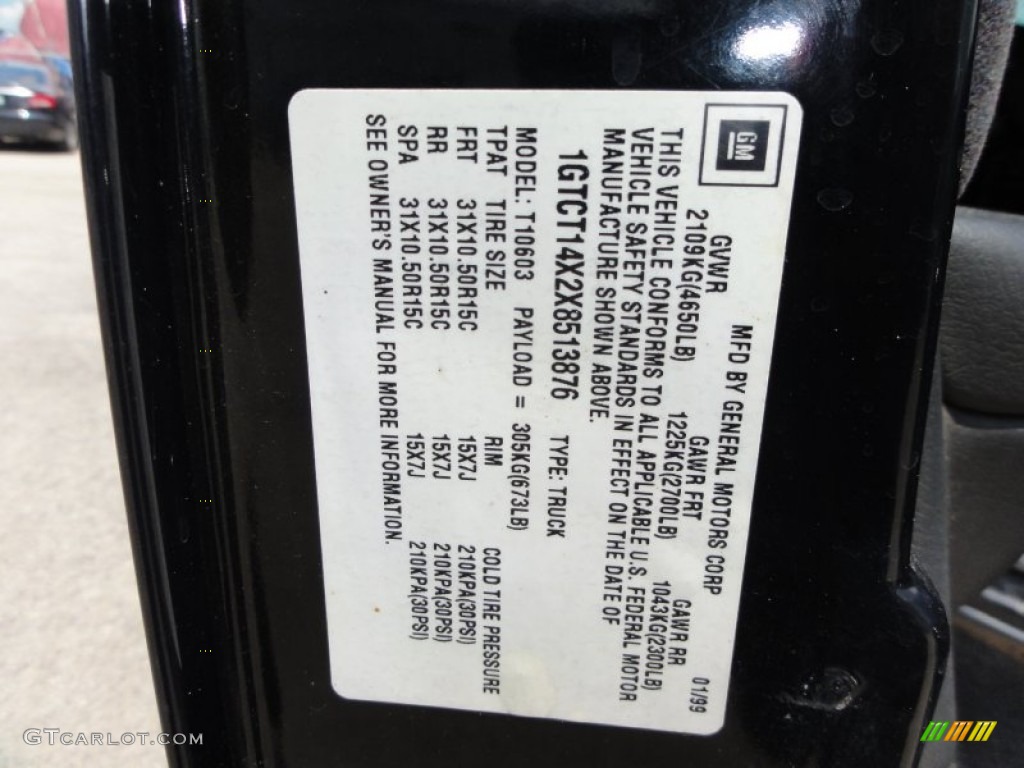 GM
MFD BY GENERAL MOTORS CORP 01/99
GVWR GAWR FRT GAWR RR
2109KG(4650LB) 1225KG(2700LB) 1043KG(2300LB)
THIS VEHICLE CONFORMS TO ALL APPLICABLE U.S. FEDERAL MOTOR
VEHICLE SAFETY STANDARDS IN EFFECT ON THE DATE OF
MANUFACTURE SHOWN ABOVE.
1GTCT14X2X8513876 TYPE: TRUCK
MODEL: T10603 PAYLOAD = 305KG(673LB)
TPAT TIRE SIZE RIM COLD TIRE PRESSURE
FRT 31X10.50R15C 15X7J 210KPA(30PSI)
RR 31X10.50R15C 15X7J 210KPA(30PSI)
SPA 31X10.50R15C 15X7J 210KPA(30PSI)
SEE OWNER'S MANUAL FOR MORE INFORMATION.
GTCarLot.com